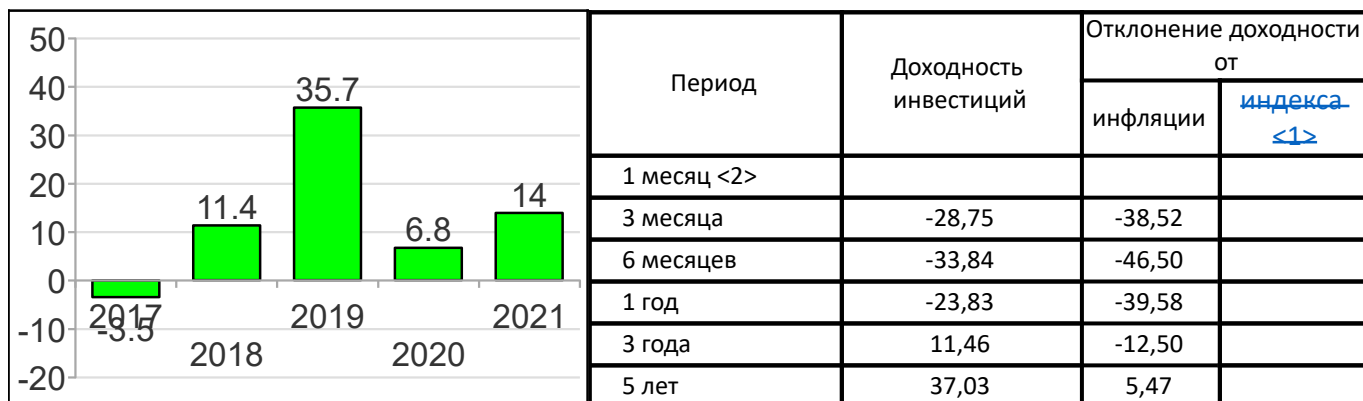 50
40
30
20
10
0
-10
-20
-3.5
11.4
35.7
6.8
14
2017
2018
2019
2020
2021
Период
Доходность
инвестиций
Отклонение доходности
от
инфляции
индекса
<1>
1 месяц <2>
3 месяца -28,75 -38,52
6 месяцев -33,84 -46,50
1 год -23,83 -39,58
3 года 11,46 -12,50
5 лет 37,03 5,47